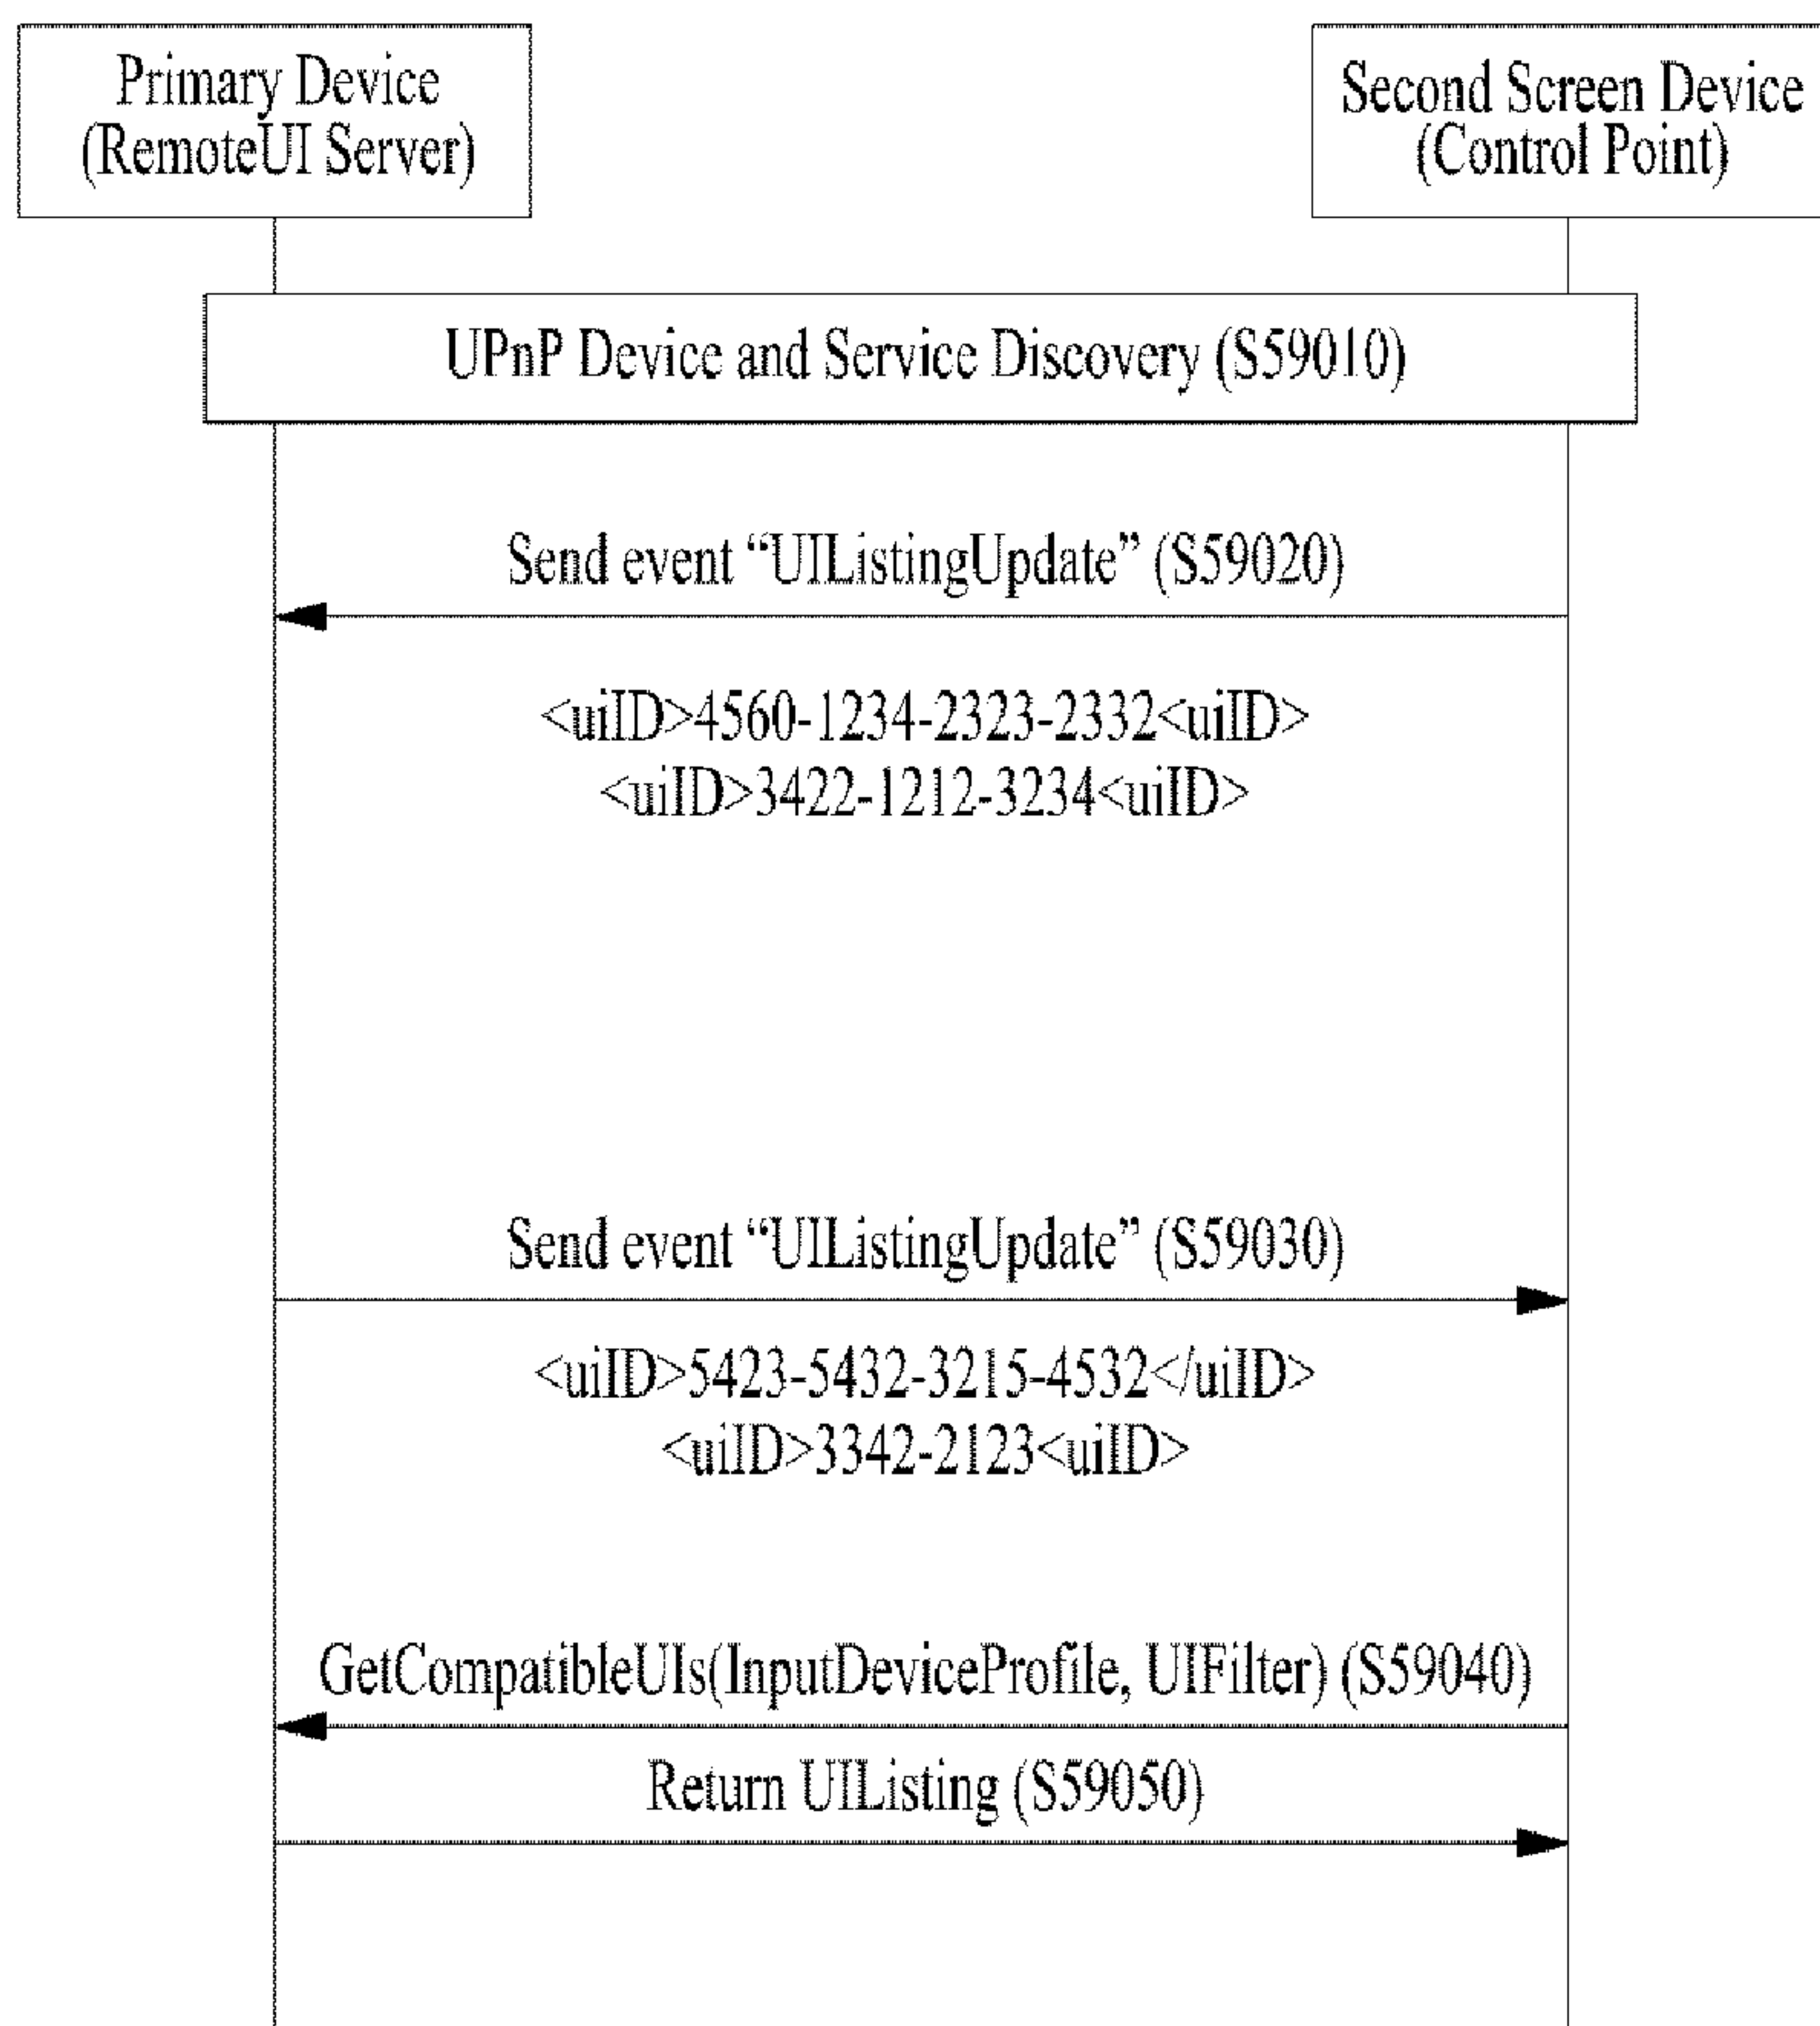 Primary Device
(RemoteUI Server)
Second Screen Device
(Control Point)
UPnP Device and Service Discovery (S59010)
Send event “UIListingUpdate” (S59020)
<uiID>4560-1234-2323-2332<uiID>
<uiID>3422-1212-3234<uiID>
Send event “UIListingUpdate” (S59030)
<uiID>5423-5432-3215-4532</uiID>
<uiID>3342-2123<uiID>
GetCompatibleUIs(InputDeviceProfile, UIFilter) (S59040)
Return UIListing (S59050)